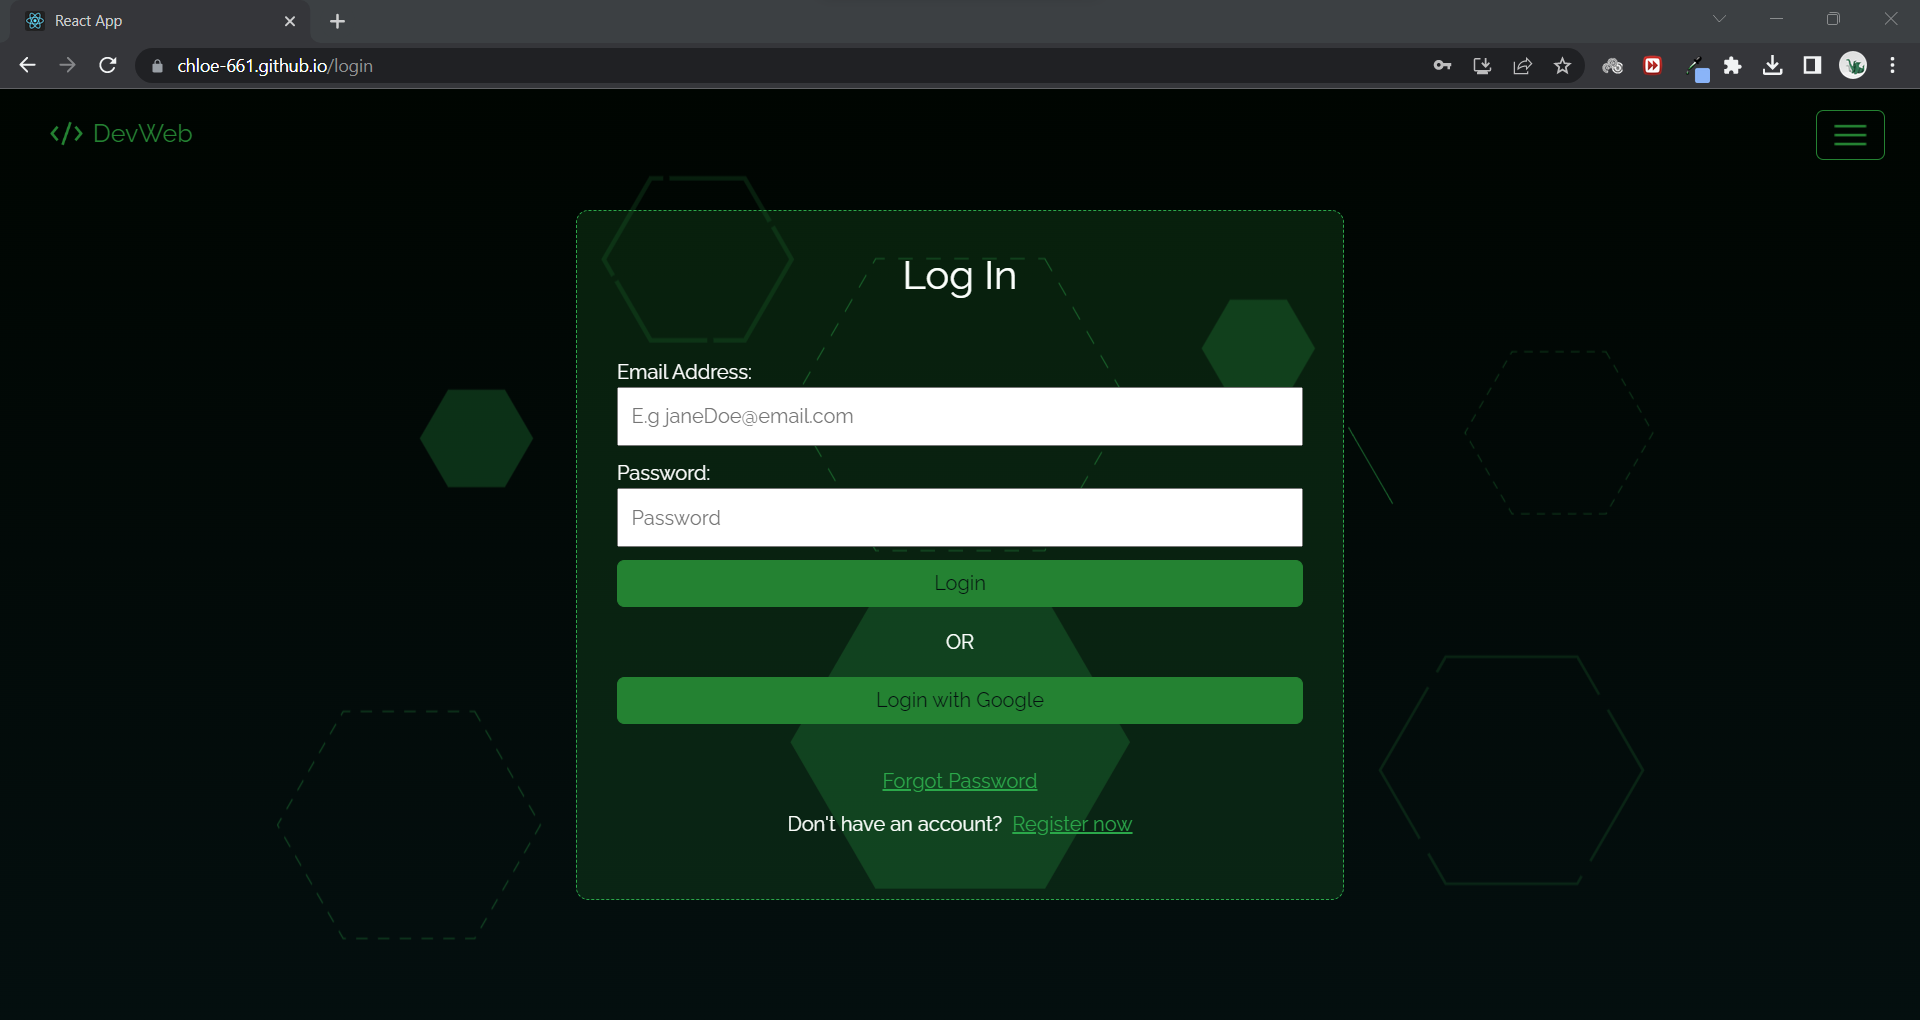 React App
chloe-661.github.io/login
</> DevWeb
Log In
Email Address:
E.g janeDoe@email.com
Password:
Password
Login
OR
Login with Google
Forgot Password
Don't have an account? Register now